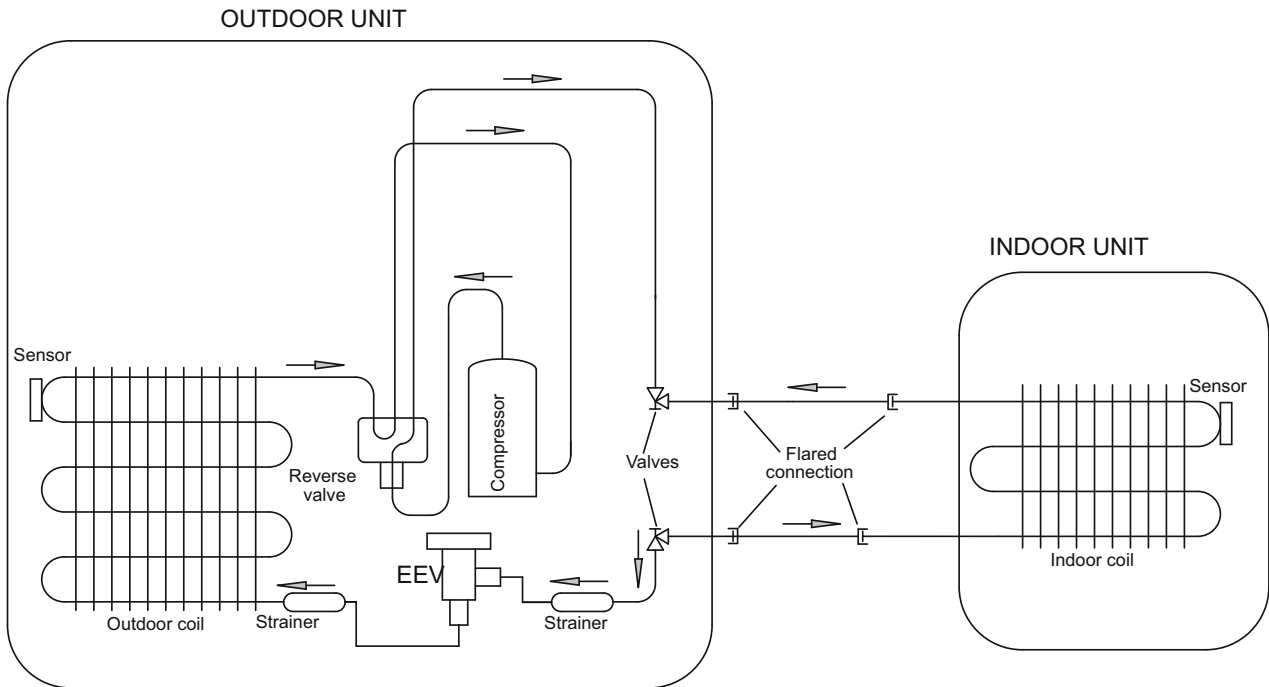 OUTDOOR UNIT
INDOOR UNIT
Sensor
Sensor
Compressor
Reverse
valve
Valves
Flared
connection
EEV
Indoor coil
Outdoor coil
Strainer
Strainer